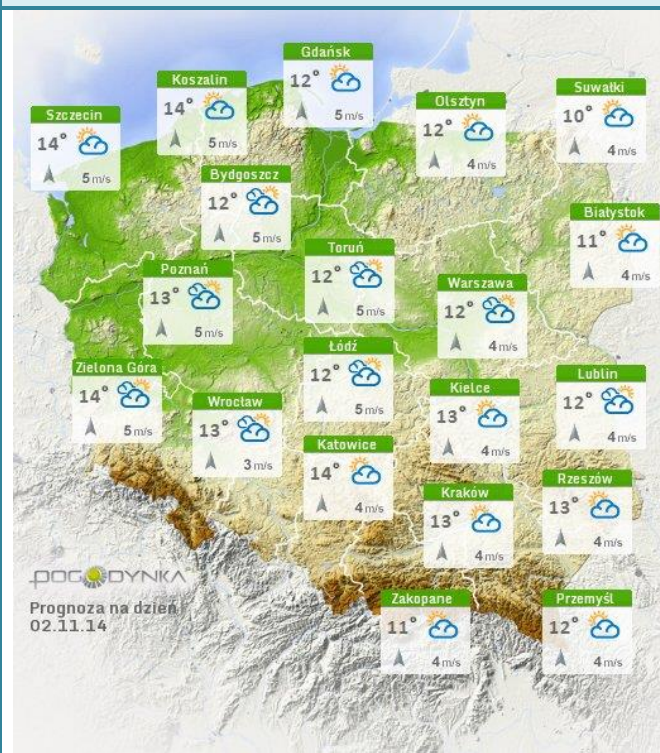 Gdańsk
12°
5 m/s
Koszalin
14°
5 m/s
Suwałki
10°
4 m/s
Olsztyn
12°
4 m/s
Szczecin
14°
5 m/s
Bydgoszcz
12°
5 m/s
Białystok
11°
4 m/s
Toruń
12°
5 m/s
Poznań
13°
5 m/s
Warszawa
12°
4 m/s
Łódź
12°
5 m/s
Zielona Góra
14°
5 m/s
Lublin
12°
4 m/s
Kielce
13°
4 m/s
Wrocław
13°
3 m/s
Katowice
14°
4 m/s
Rzeszów
13°
4 m/s
Kraków
13°
4 m/s
POGODYNKA
Prognoza na dzień
02.11.14
Zakopane
11°
4 m/s
Przemyśl
12°
4 m/s